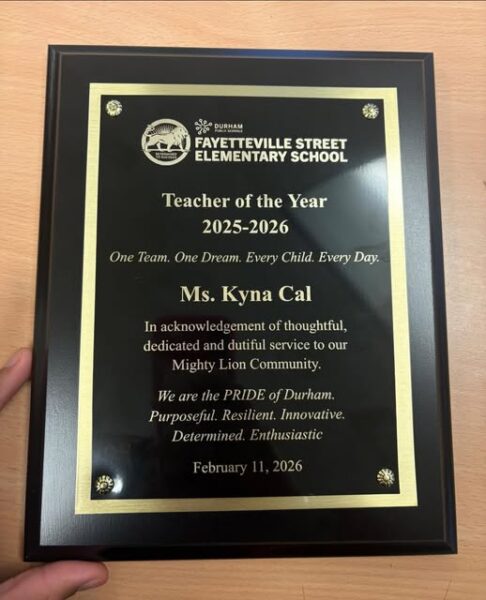 DURHAM
PUBLIC SCHOOLS
FAYETTEVILLE STREET
ELEMENTARY SCHOOL
Teacher of the Year
2025-2026
One Team. One Dream. Every Child. Every Day.
Ms. Kyna Cal
In acknowledgement of thoughtful,
dedicated and dutiful service to our
Mighty Lion Community.
We are the PRIDE of Durham.
Purposeful. Resilient. Innovative.
Determined. Enthusiastic
February 11, 2026